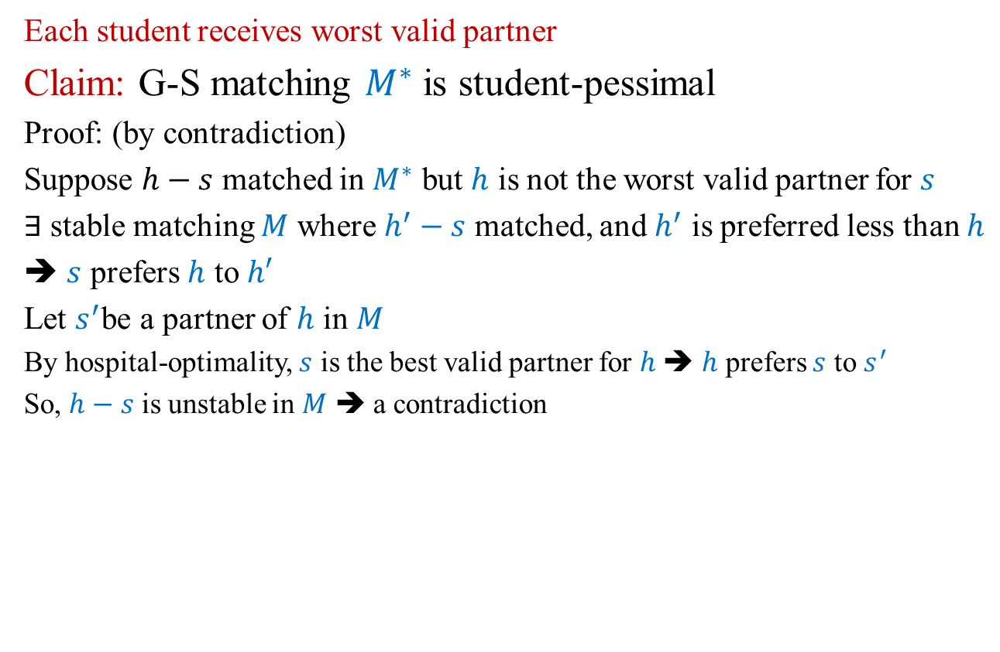 Each student receives worst valid partner
Claim: G-S matching M* is student-pessimal
Proof: (by contradiction)
Suppose h − s matched in M* but h is not the worst valid partner for s
∃ stable matching M where h′ − s matched, and h′ is preferred less than h
➔ s prefers h to h′
Let s′be a partner of h in M
By hospital-optimality, s is the best valid partner for h ➔ h prefers s to s′
So, h − s is unstable in M ➔ a contradiction